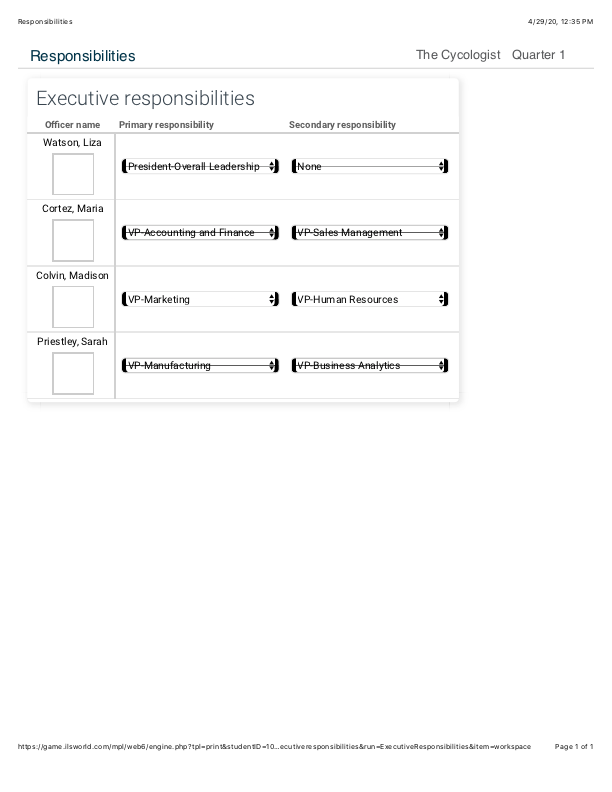 Responsibilities 4/29/20, 12:35 PM
Responsibilities The Cycologist Quarter 1
Executive responsibilities
Officer name Primary responsibility Secondary responsibility
Watson, Liza
President-Overall Leadership None
Cortez, Maria
VP-Accounting and Finance VP-Sales Management
Colvin, Madison
VP-Marketing VP-Human Resources
Priestley, Sarah
VP-Manufacturing VP-Business Analytics
https://game.ilsworld.com/mpl/web6/engine.php?tpl=print&studentID=10…ecutiveresponsibilities&run=ExecutiveResponsibilities&item=workspace Page 1 of 1